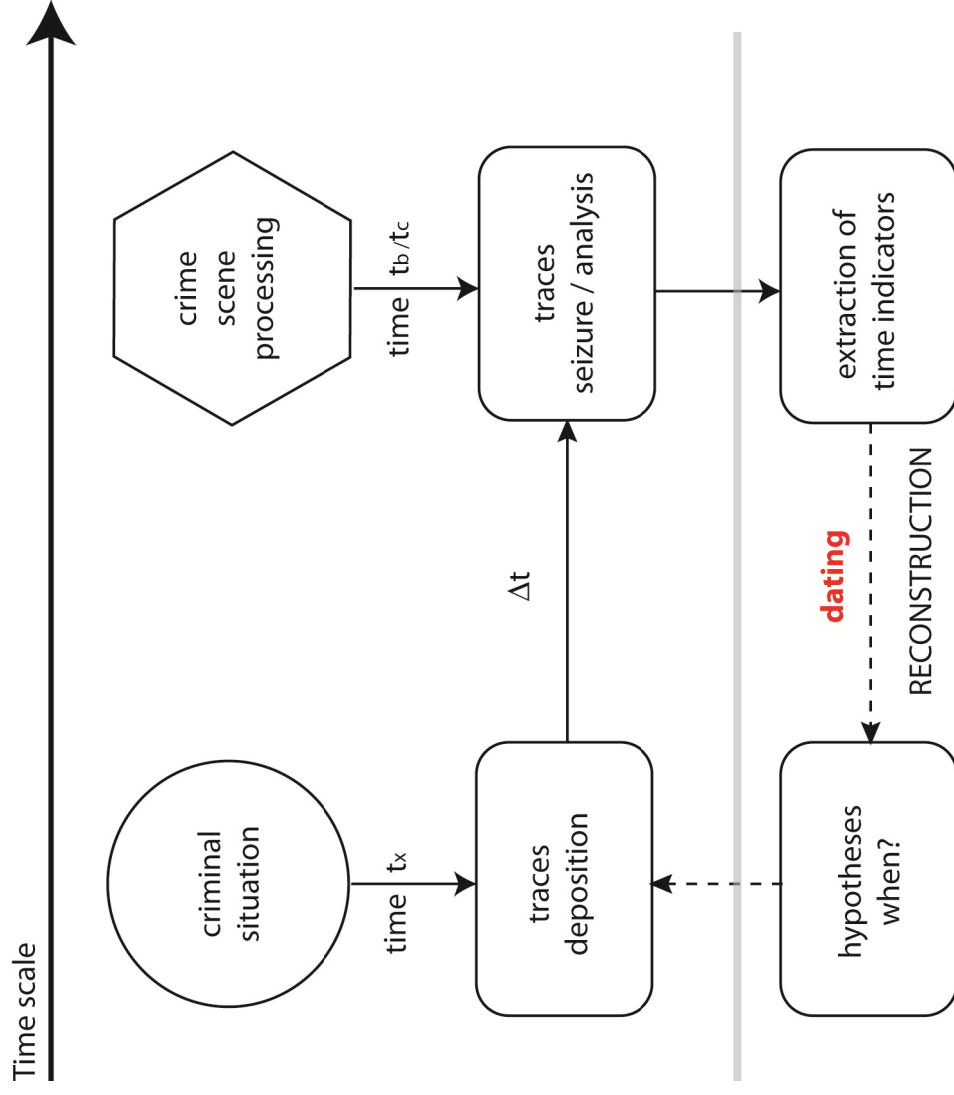 Time scale
criminal
situation
crime
scene
processing
time tx
time tb/tc
traces
deposition
Δt
traces
seizure / analysis
hypotheses
when?
dating
RECONSTRUCTION
extraction of
time indicators